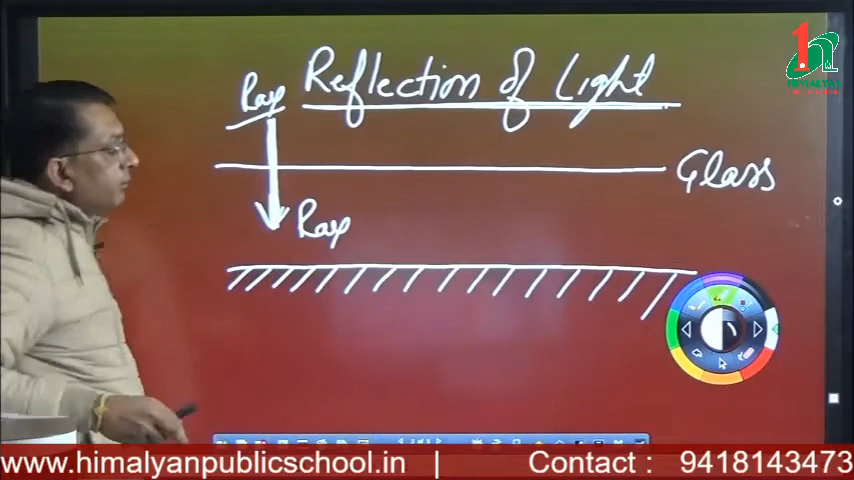 Reflection of Light
Ray
Glass
Ray
www.himalyanpublicschool.in | Contact : 9418143473